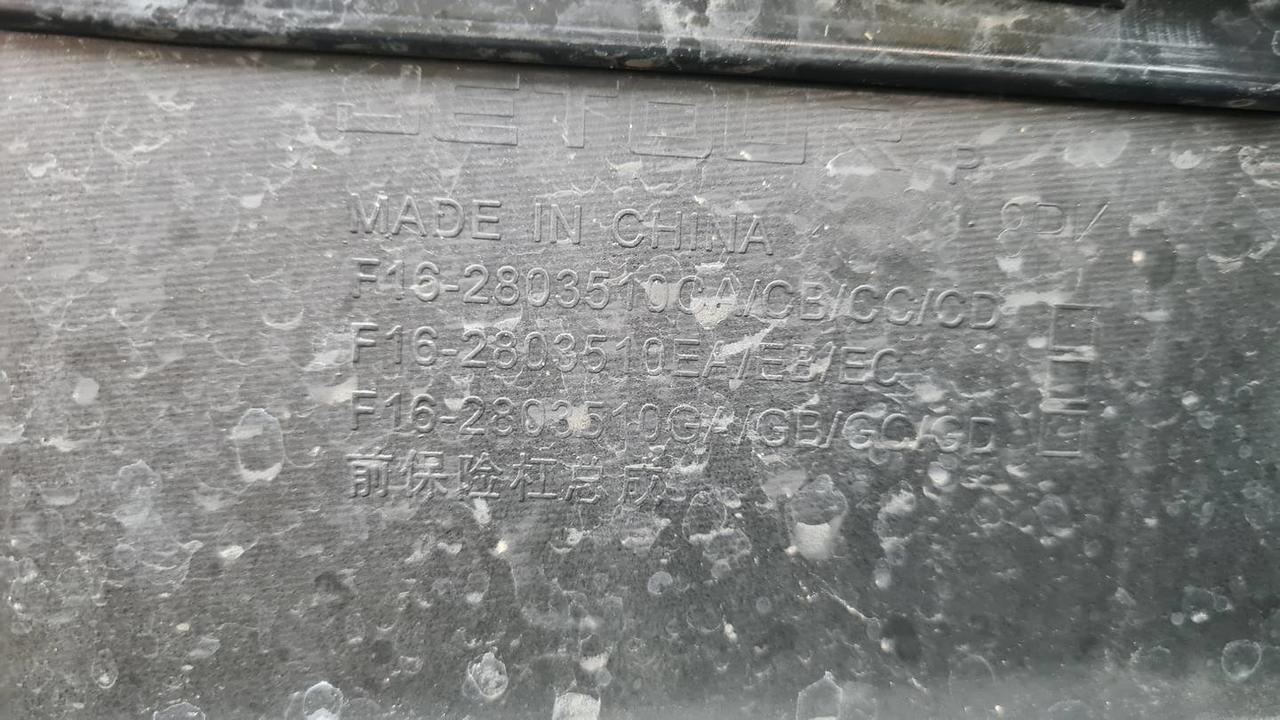 JETOUR
MADE IN CHINA
F16-2803510CA/CB/CC/CD
F16-2803510EA/EB/EC
F16-2803510GA/GB/GC/GD
前保险杠总成